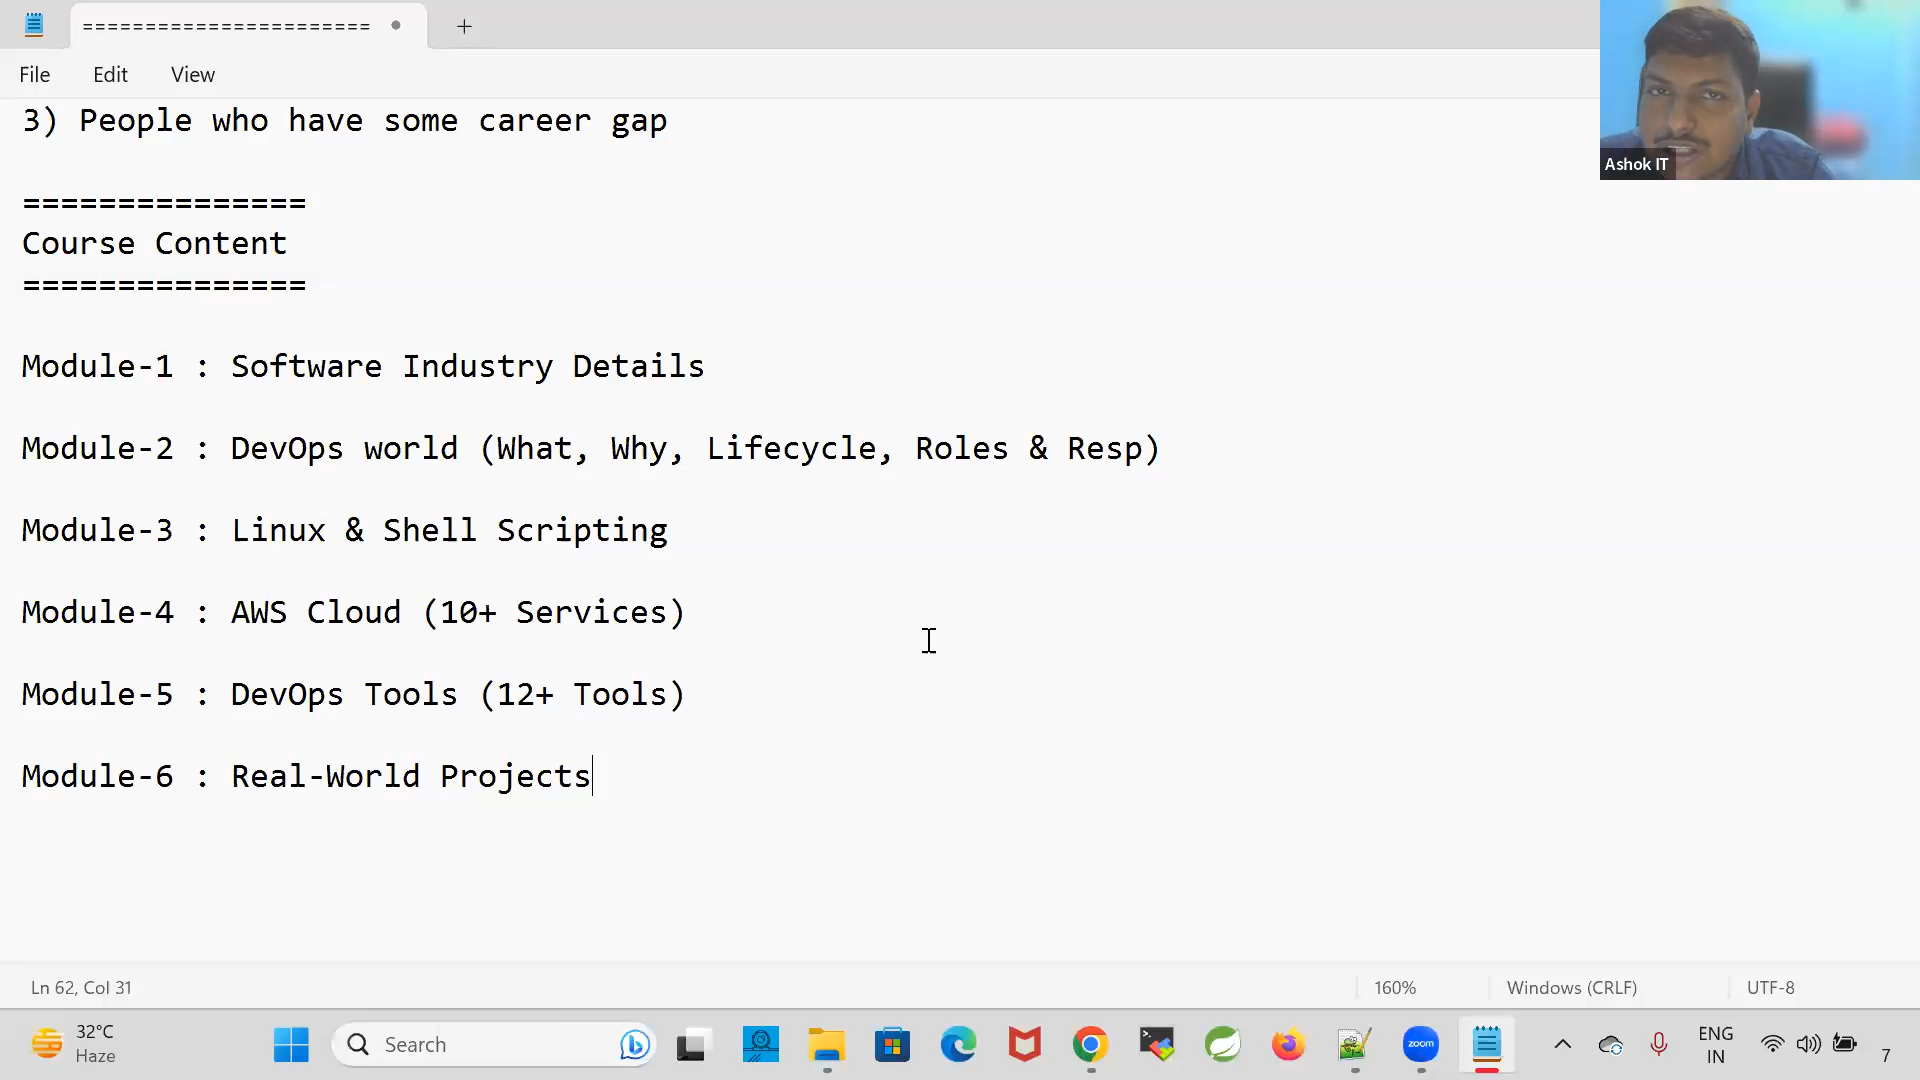 ======================= ● +
File Edit View
3) People who have some career gap
===============
Course Content
===============
Module-1 : Software Industry Details
Module-2 : DevOps world (What, Why, Lifecycle, Roles & Resp)
Module-3 : Linux & Shell Scripting
Module-4 : AWS Cloud (10+ Services)
Module-5 : DevOps Tools (12+ Tools)
Module-6 : Real-World Projects
Ashok IT
Ln 62, Col 31 160% Windows (CRLF) UTF-8
32°C
Haze
Search
zoom
ENG
IN
7